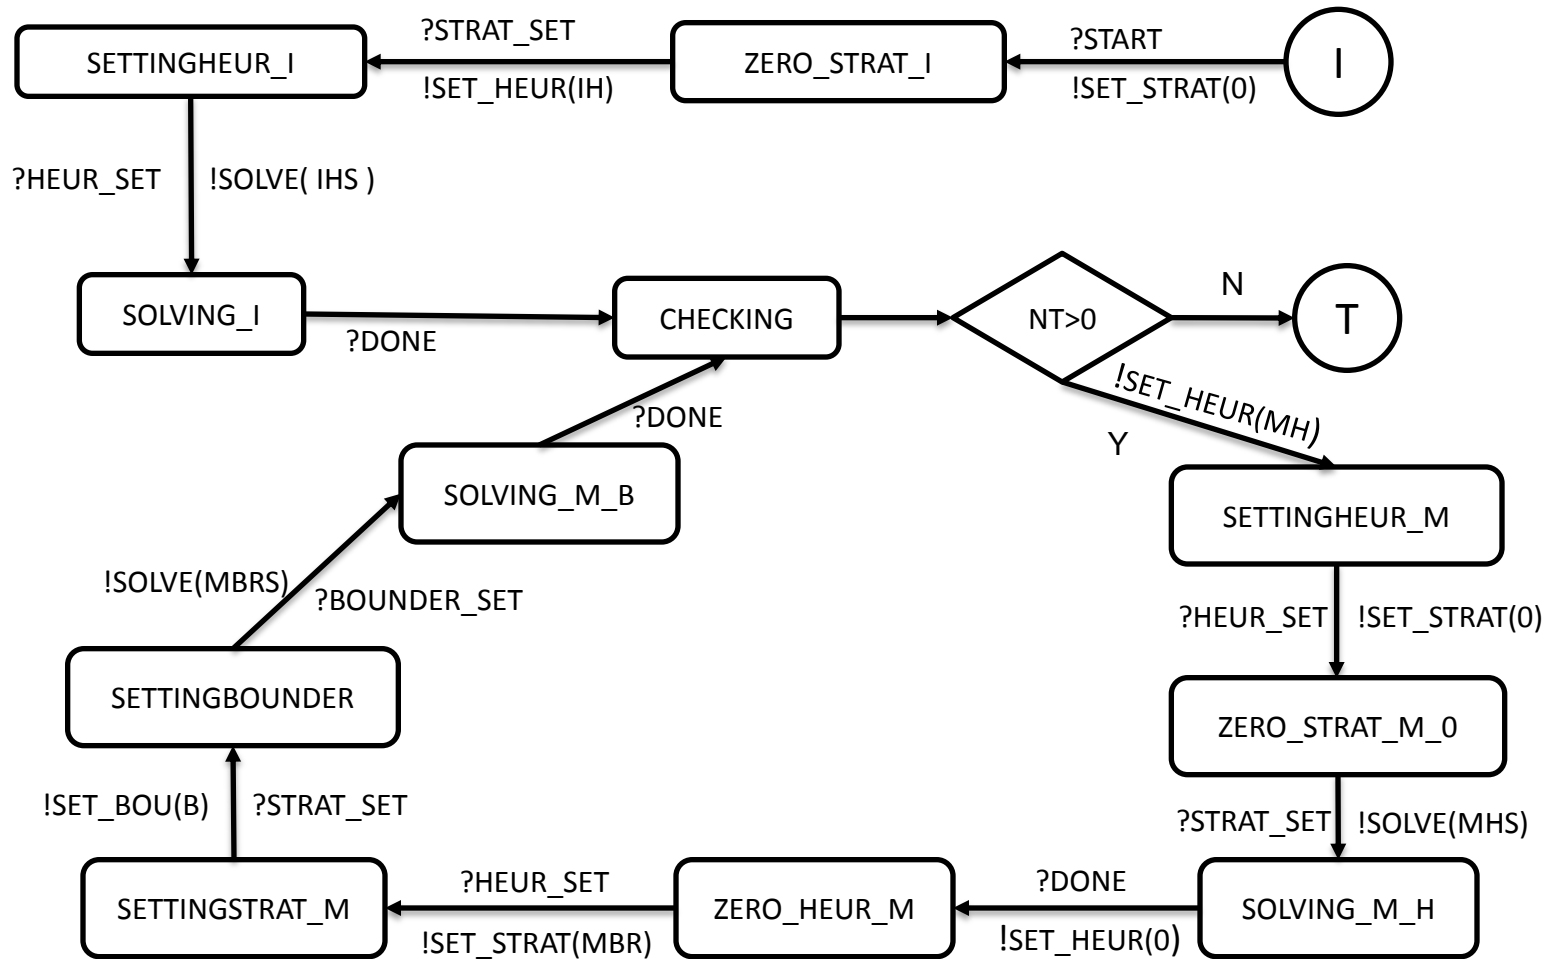 ?STRAT_SET
?START
SETTINGHEUR_I
ZERO_STRAT_I
I
!SET_HEUR(IH)
!SET_STRAT(0)
?HEUR_SET
!SOLVE( IHS )
SOLVING_I
?DONE
CHECKING
NT>0
N
T
!SET_HEUR(MH)
Y
?DONE
SOLVING_M_B
SETTINGHEUR_M
!SOLVE(MBRS)
?BOUNDER_SET
?HEUR_SET
!SET_STRAT(0)
SETTINGBOUNDER
ZERO_STRAT_M_0
!SET_BOU(B)
?STRAT_SET
?STRAT_SET
!SOLVE(MHS)
SETTINGSTRAT_M
?HEUR_SET
!SET_STRAT(MBR)
ZERO_HEUR_M
?DONE
!SET_HEUR(0)
SOLVING_M_H